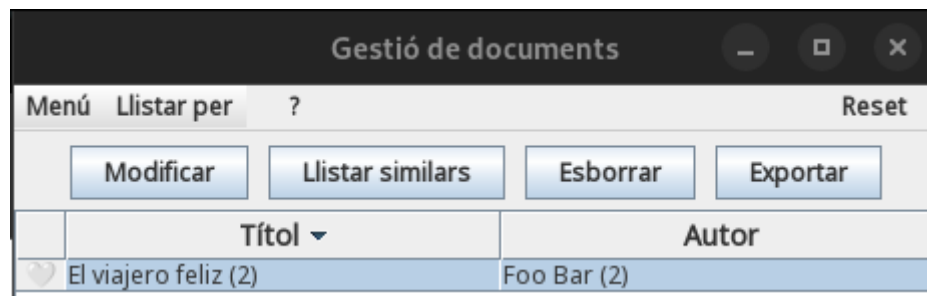 Gestió de documents
Menú Llistar per ? Reset
Modificar Llistar similars Esborrar Exportar
Títol Autor
El viajero feliz (2) Foo Bar (2)